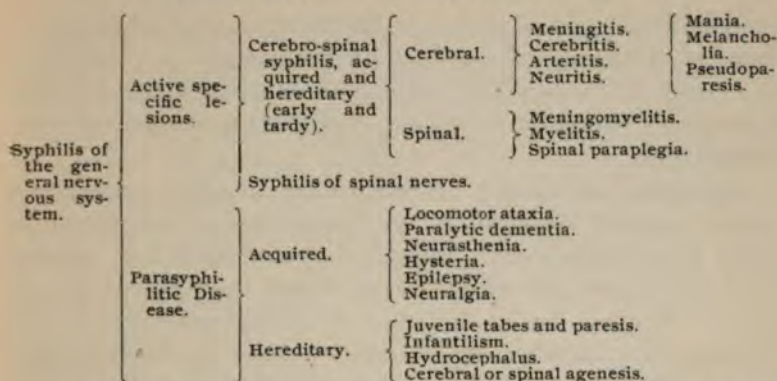 Syphilis of
the gen-
eral nerv-
ous sys-
tem.
Active spe-
cific le-
sions.
Cerebro-spinal
syphilis, ac-
quired and
hereditary
(early and
tardy).
Cerebral.
Meningitis.
Cerebritis.
Arteritis.
Neuritis.
Mania.
Melancho-
lia.
Pseudopa-
resis.
Spinal.
Meningomyelitis.
Myelitis.
Spinal paraplegia.
Syphilis of spinal nerves.
Parasyphi-
litic Dis-
ease.
Acquired.
Locomotor ataxia.
Paralytic dementia.
Neurasthenia.
Hysteria.
Epilepsy.
Neuralgia.
Hereditary.
Juvenile tabes and paresis.
Infantilism.
Hydrocephalus.
Cerebral or spinal agenesis.